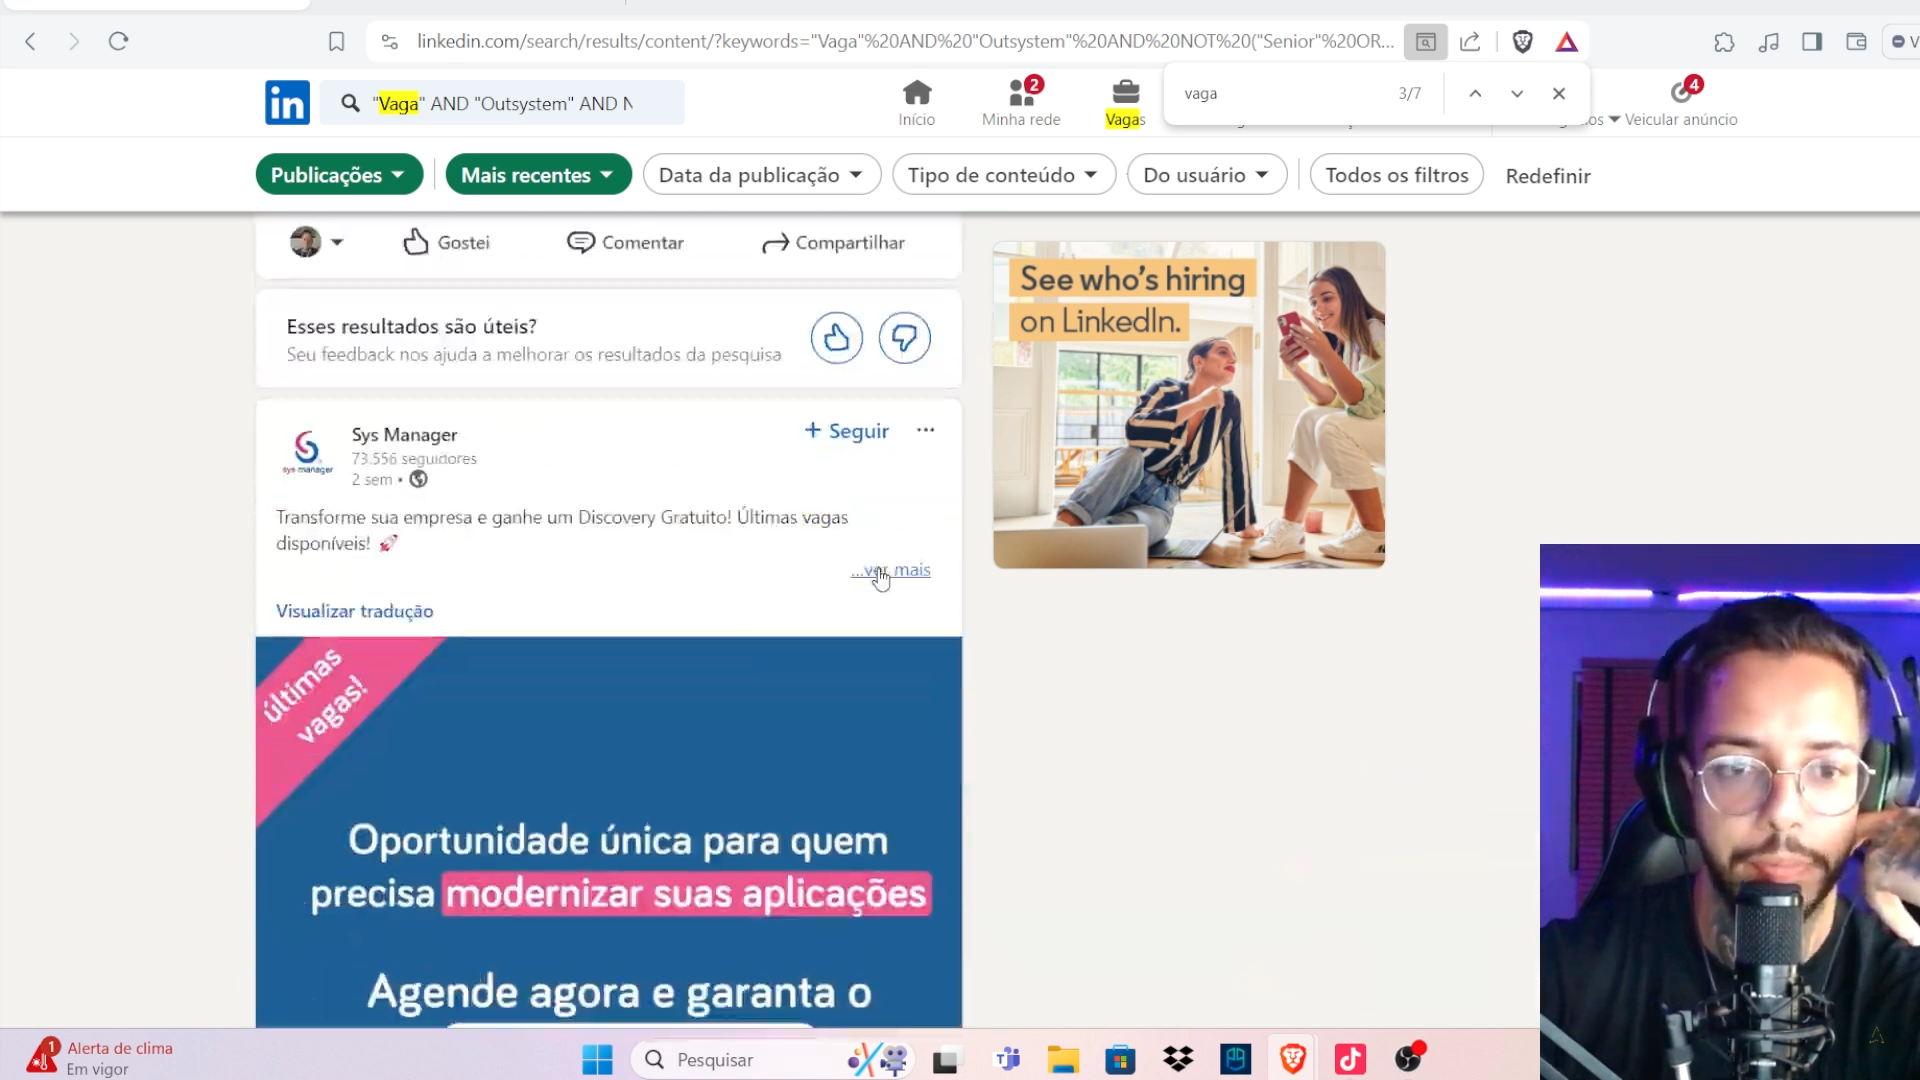 linkedin.com/search/results/content/?keywords="Vaga"%20AND%20"Outsystem"%20AND%20NOT%20("Senior"%20OR...
vaga
3/7
in
"Vaga" AND "Outsystem" AND N
Início
2
Minha rede
Vagas
4
os
Veicular anúncio
Publicações
Mais recentes
Data da publicação
Tipo de conteúdo
Do usuário
Todos os filtros
Redefinir
Gostei
Comentar
Compartilhar
Esses resultados são úteis?
Seu feedback nos ajuda a melhorar os resultados da pesquisa
sys manager
Sys Manager
73.556 seguidores
2 sem •
+ Seguir
Transforme sua empresa e ganhe um Discovery Gratuito! Últimas vagas
disponíveis! 🚀
...ver mais
Visualizar tradução
últimas
vagas!
Oportunidade única para quem
precisa modernizar suas aplicações
Agende agora e garanta o
See who's hiring
on LinkedIn.
1
Alerta de clima
Em vigor
Pesquisar